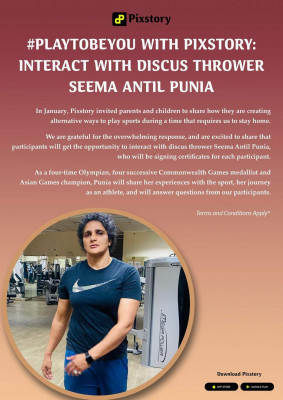 Pixstory
#PLAYTOBEYOU WITH PIXSTORY:
INTERACT WITH DISCUS THROWER
SEEMA ANTIL PUNIA
In January, Pixstory invited parents and children to share how they are creating
alternative ways to play sports during a time that requires us to stay home.
We are grateful for the overwhelming response, and are excited to share that
participants will get the opportunity to interact with discus thrower Seema Antil Punia,
who will be signing certificates for each participant.
As a four-time Olympian, four successive Commonwealth Games medallist and
Asian Games champion, Punia will share her experiences with the sport, her journey
as an athlete, and will answer questions from our participants.
Terms and Conditions Apply*
Download Pixstory
APP STORE
GOOGLE PLAY